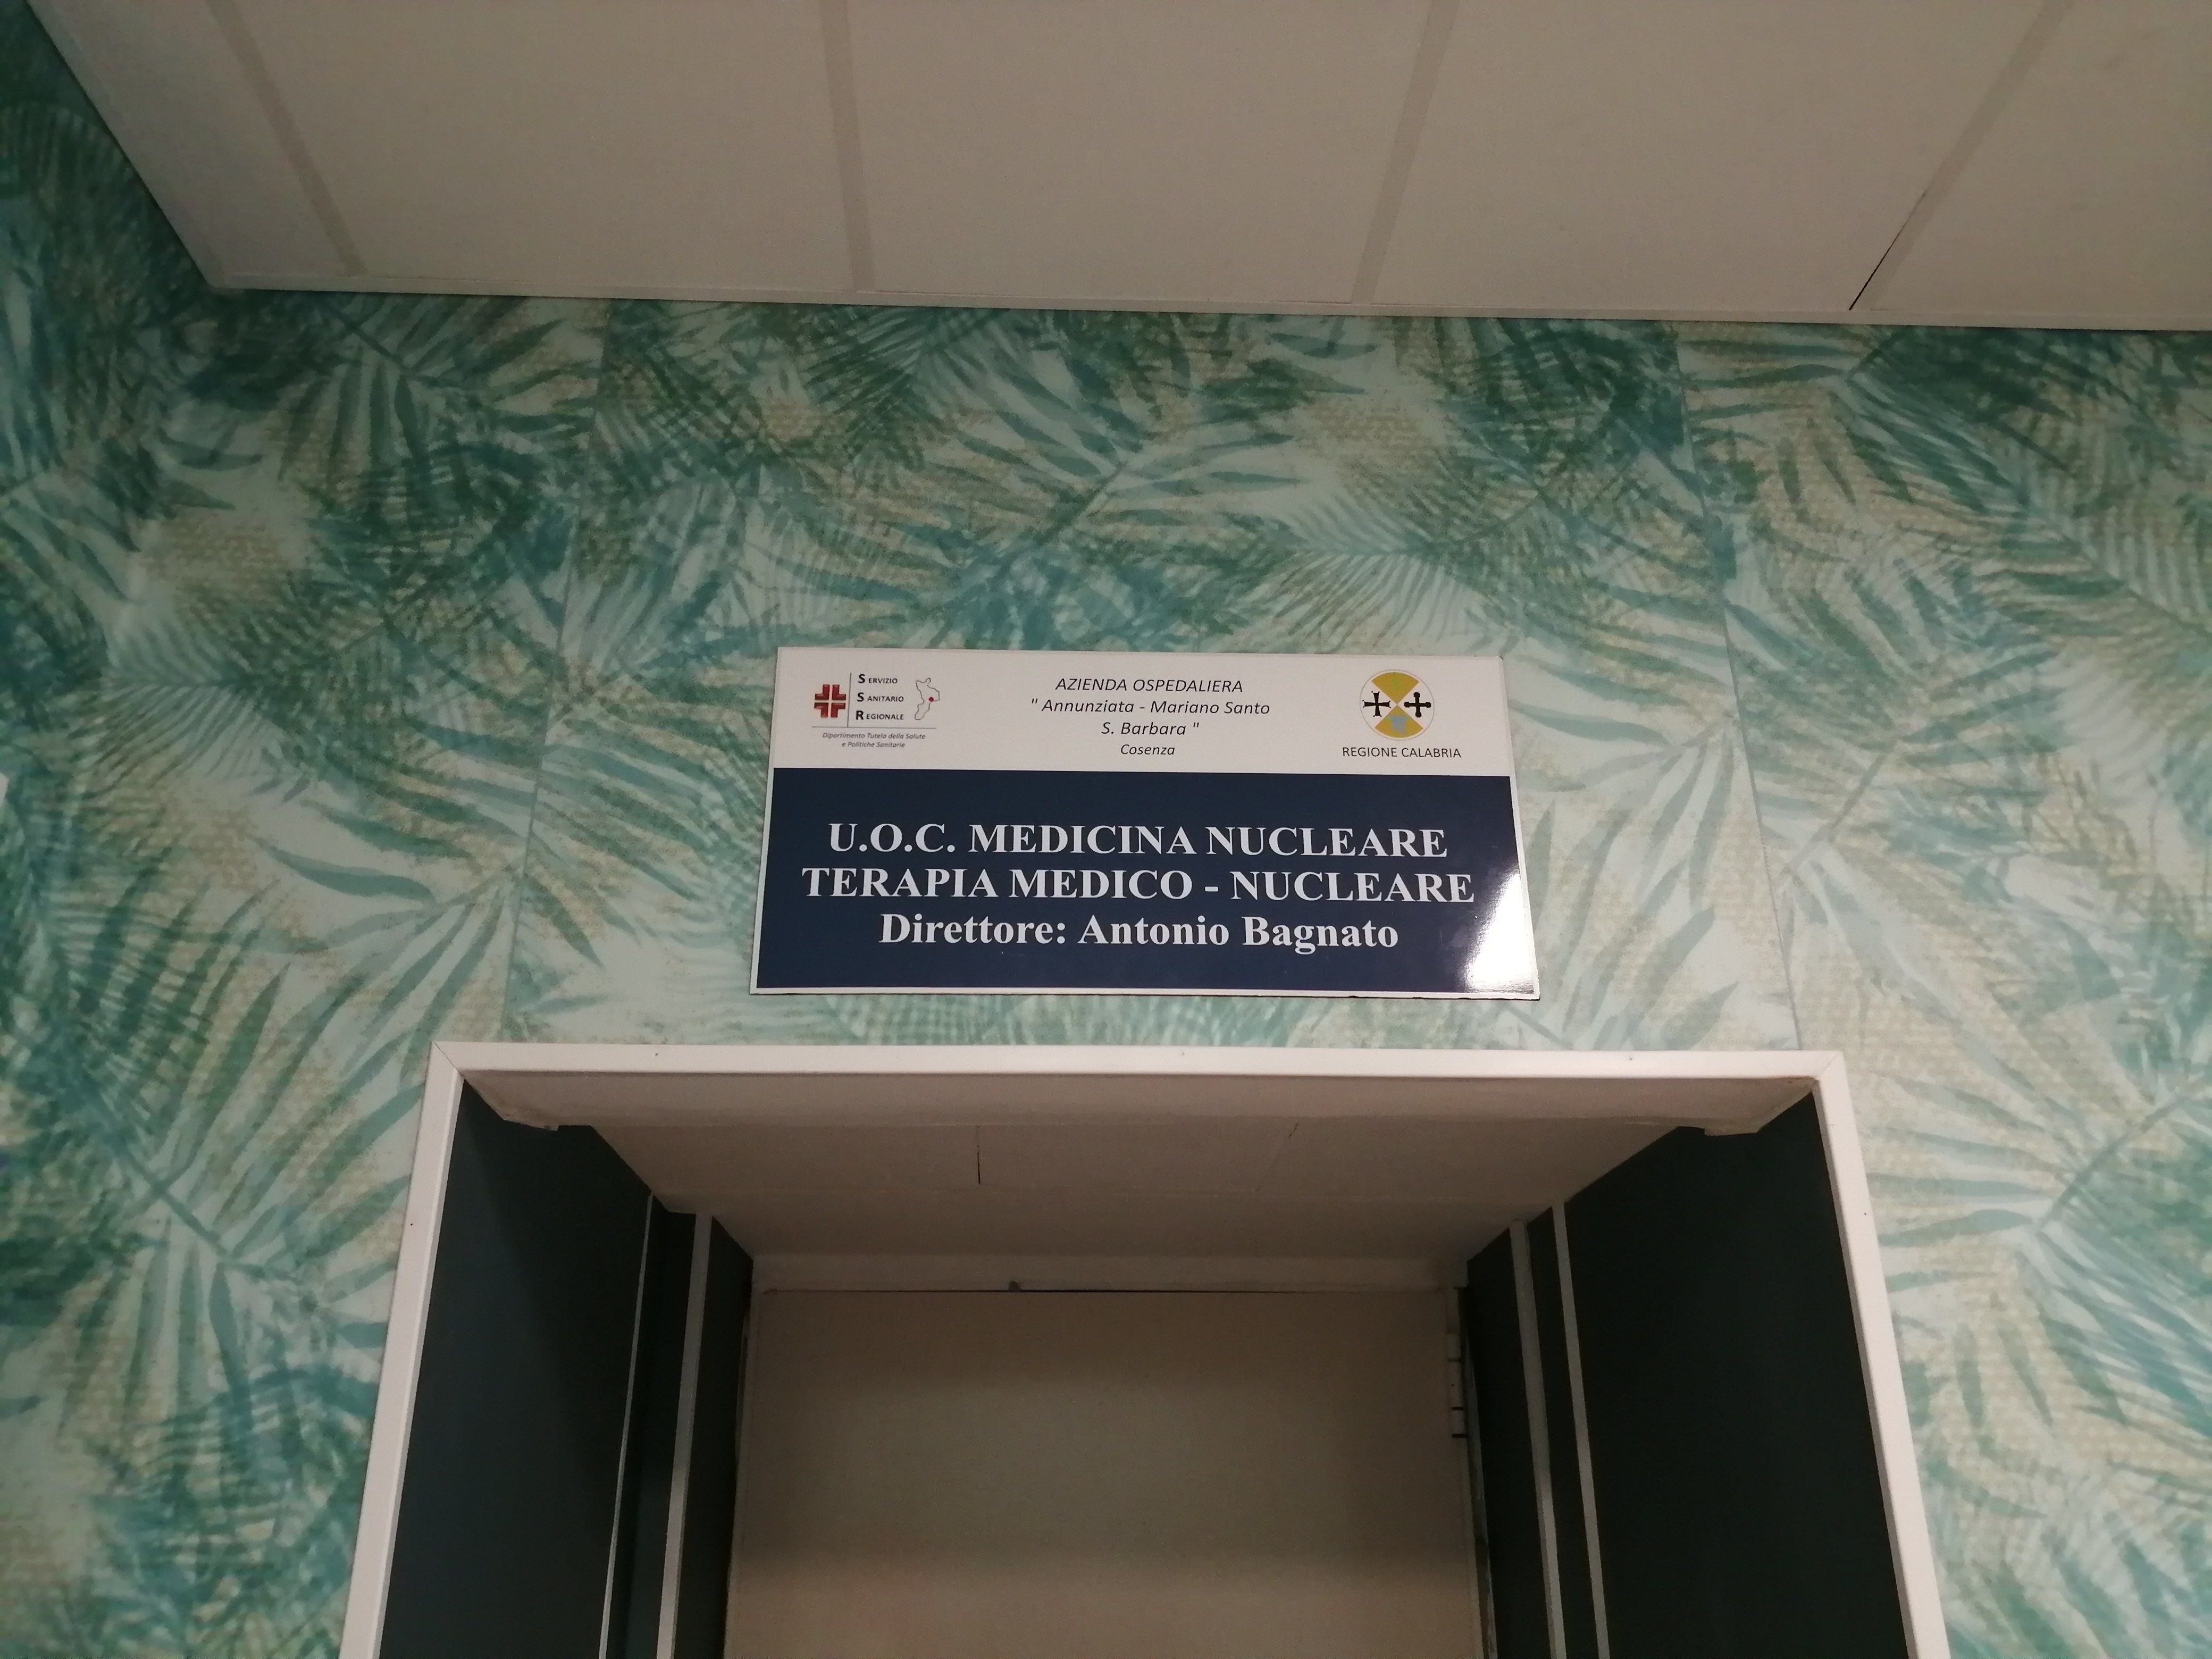 SERVIZIO
SANITARIO
REGIONALE
Dipartimento Tutela della Salute
e Politiche Sanitarie
AZIENDA OSPEDALIERA
" Annunziata - Mariano Santo
S. Barbara "
Cosenza
REGIONE CALABRIA
U.O.C. MEDICINA NUCLEARE
TERAPIA MEDICO - NUCLEARE
Direttore: Antonio Bagnato